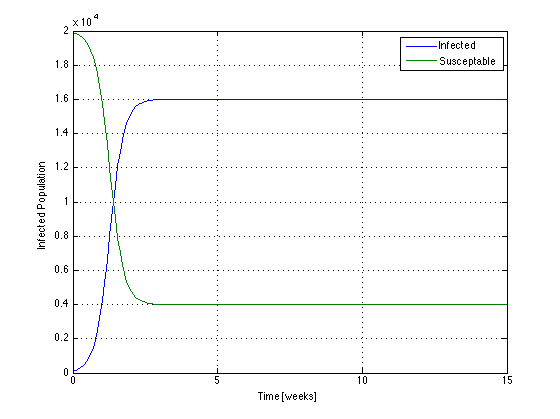 2 x 10^4
Infected
Susceptable
1.8
1.6
1.4
1.2
1
0.8
0.6
0.4
0.2
0
Infected Population
0 5 10 15
Time [weeks]